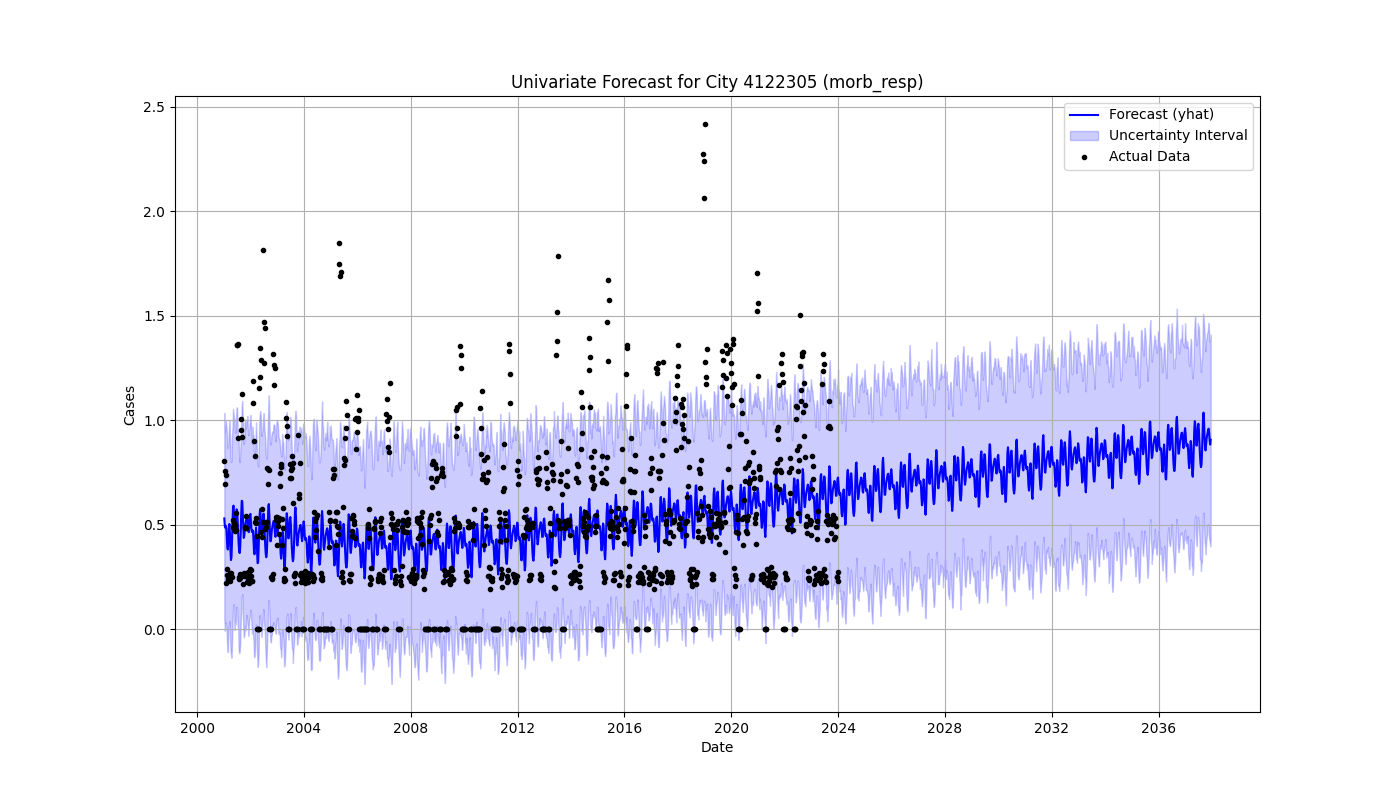 Univariate Forecast for City 4122305 (morb_resp)
Forecast (yhat)
Uncertainty Interval
Actual Data
Cases
2.5
2.0
1.5
1.0
0.5
0.0
2000 2004 2008 2012 2016 2020 2024 2028 2032 2036
Date